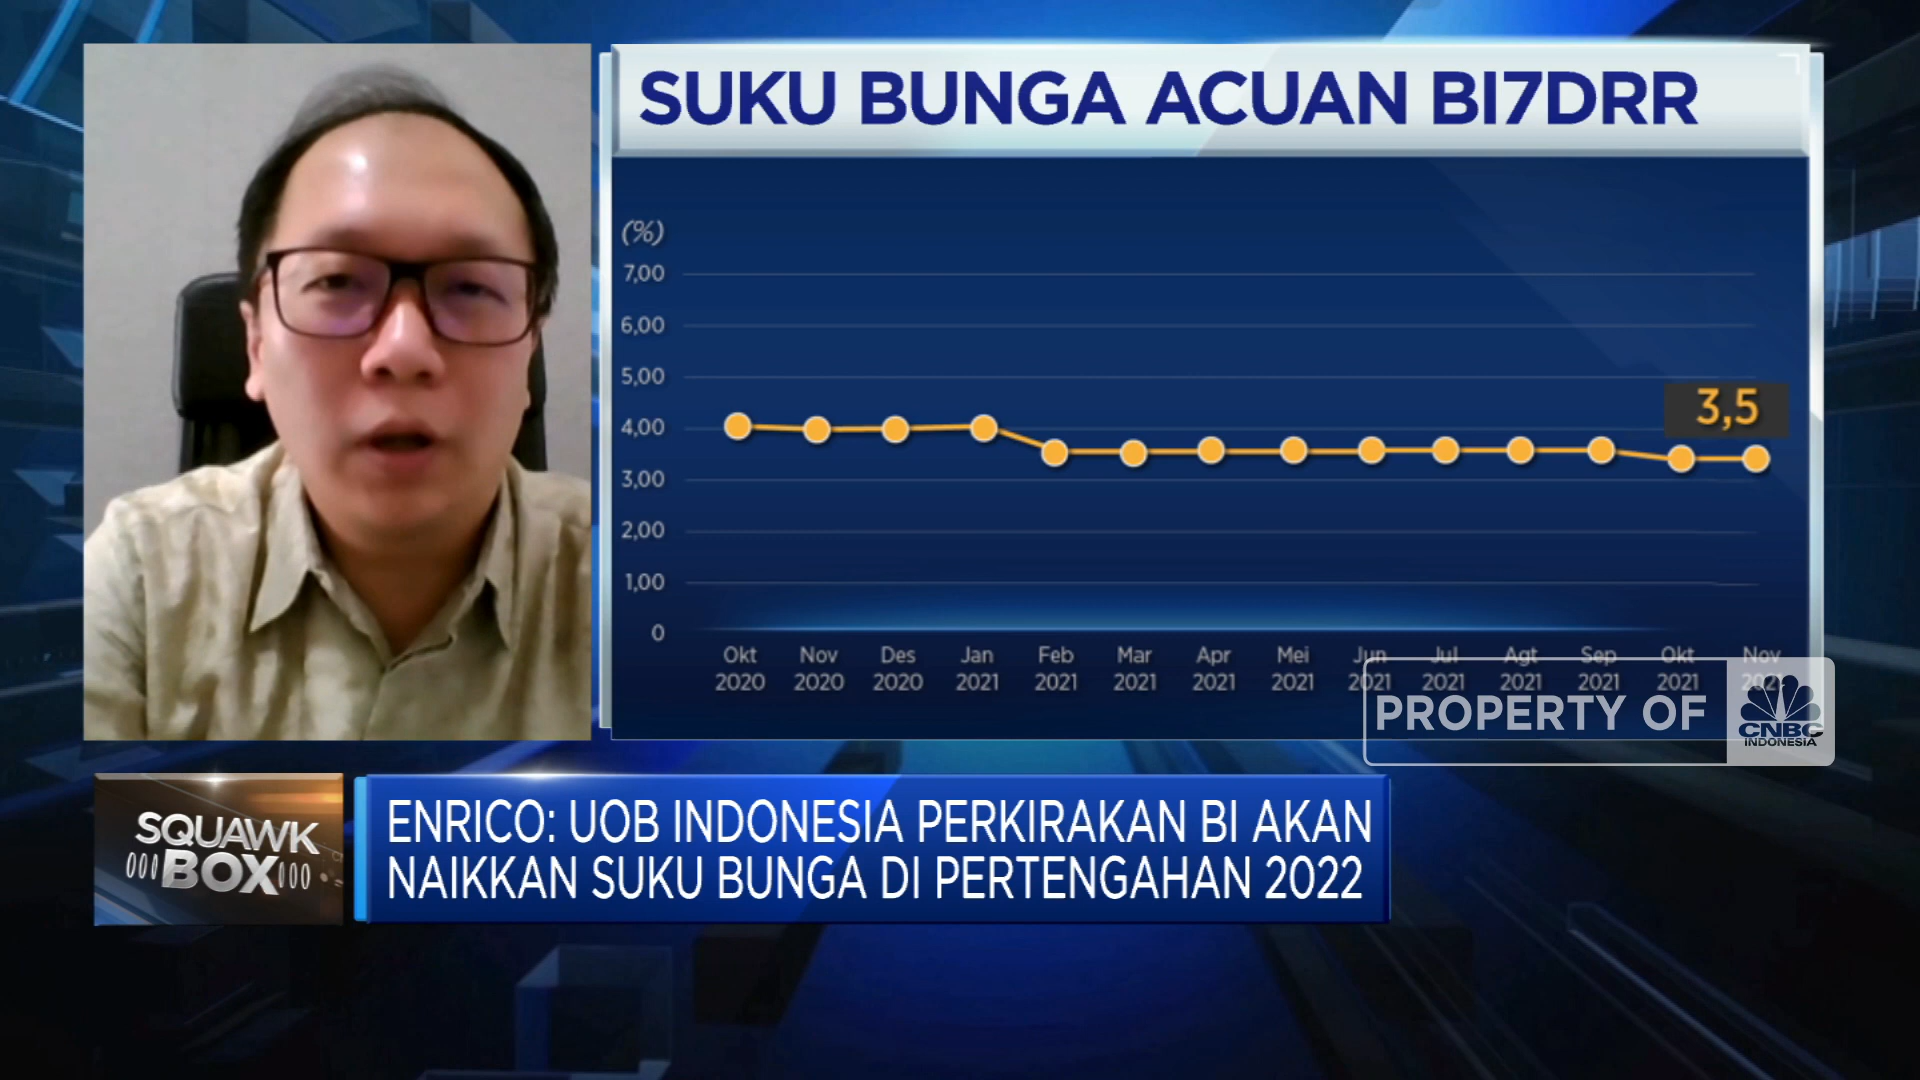 SUKU BUNGA ACUAN BI7DRR
(%)
7,00
6,00
5,00
4,00
3,00
2,00
1,00
0
3,5
Okt Nov Des Jan Feb Mar Apr Mei Jun Jul Agt Sep Okt Nov
2020 2020 2020 2021 2021 2021 2021 2021 2021 2021 2021 2021 2021 2021
PROPERTY OF
CNBC
INDONESIA
SQUAWK
BOX
ENRICO: UOB INDONESIA PERKIRAKAN BI AKAN
NAIKKAN SUKU BUNGA DI PERTENGAHAN 2022